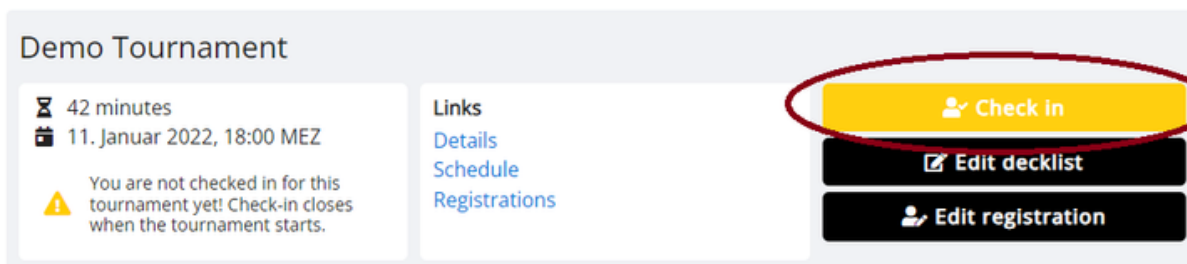 Demo Tournament
42 minutes
11. Januar 2022, 18:00 MEZ
You are not checked in for this
tournament yet! Check-in closes
when the tournament starts.
Links
Details
Schedule
Registrations
Check in
Edit decklist
Edit registration